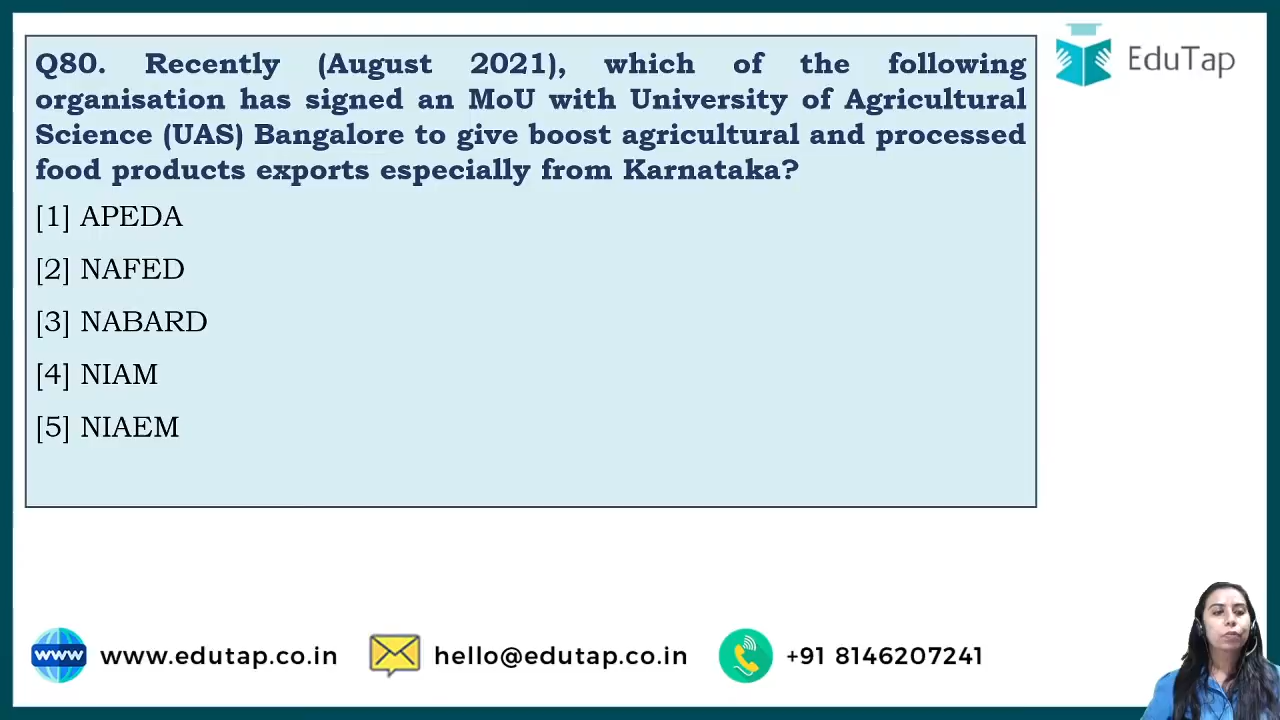 Q80. Recently (August 2021), which of the following
organisation has signed an MoU with University of Agricultural
Science (UAS) Bangalore to give boost agricultural and processed
food products exports especially from Karnataka?
[1] APEDA
[2] NAFED
[3] NABARD
[4] NIAM
[5] NIAEM
EduTap
www www.edutap.co.in hello@edutap.co.in +91 8146207241